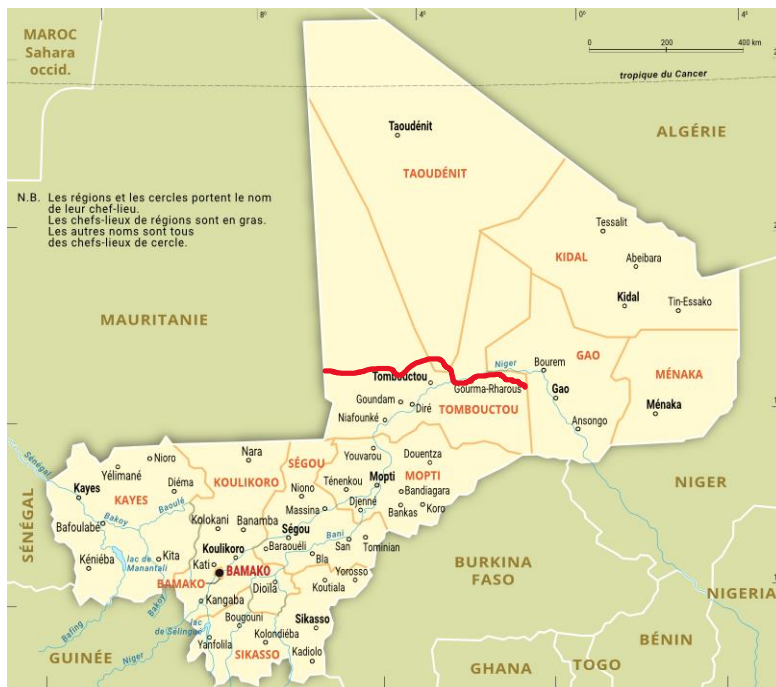 8⁰
4⁰
0⁰
4⁰
MAROC
Sahara
occid.
0 200 400 km
tropique du Cancer
Taoudénit
ALGÉRIE
TAOUDÉNIT
N.B. Les régions et les cercles portent le nom
de leur chef-lieu.
Les chefs-lieux de régions sont en gras.
Les autres noms sont tous
des chefs-lieux de cercle.
Tessalit
KIDAL
Abeibara
Kidal
Tin-Essako
MAURITANIE
Niger
Bourem
GAO
MÉNAKA
Tombouctou
Gourma-Rharous
Gao
Goundam
Diré
TOMBOUCTOU
Ménaka
Niafounké
Ansongo
Nara
Youvarou
Douentza
Sénégal
Nioro
SÉGOU
Yélimané
KOULIKORO
Ténenkou
Mopti
MOPTI
NIGER
Kayes
Diéma
Niono
Bandiagara
KAYES
Baoulé
Massina
Djenné
Bankas
Koro
Bafoulabé
Bakoy
Kolokani
Banamba
Ségou
Bani
SÉNÉGAL
Koulikoro
Baraouéli
San
Tominian
Kéniéba
lac de
Manantali
Kita
Kati
Bla
BURKINA
FASO
BAMAKO
BAMAKO
Yorosso
Dioïla
Koutiala
NIGERIA
Bakoy
Kangaba
Bafing
lac
de Sélingué
Bougouni
Sikasso
Kolondiéba
BÉNIN
GUINÉE
Niger
Yanfolila
SIKASSO
Kadiolo
GHANA
TOGO